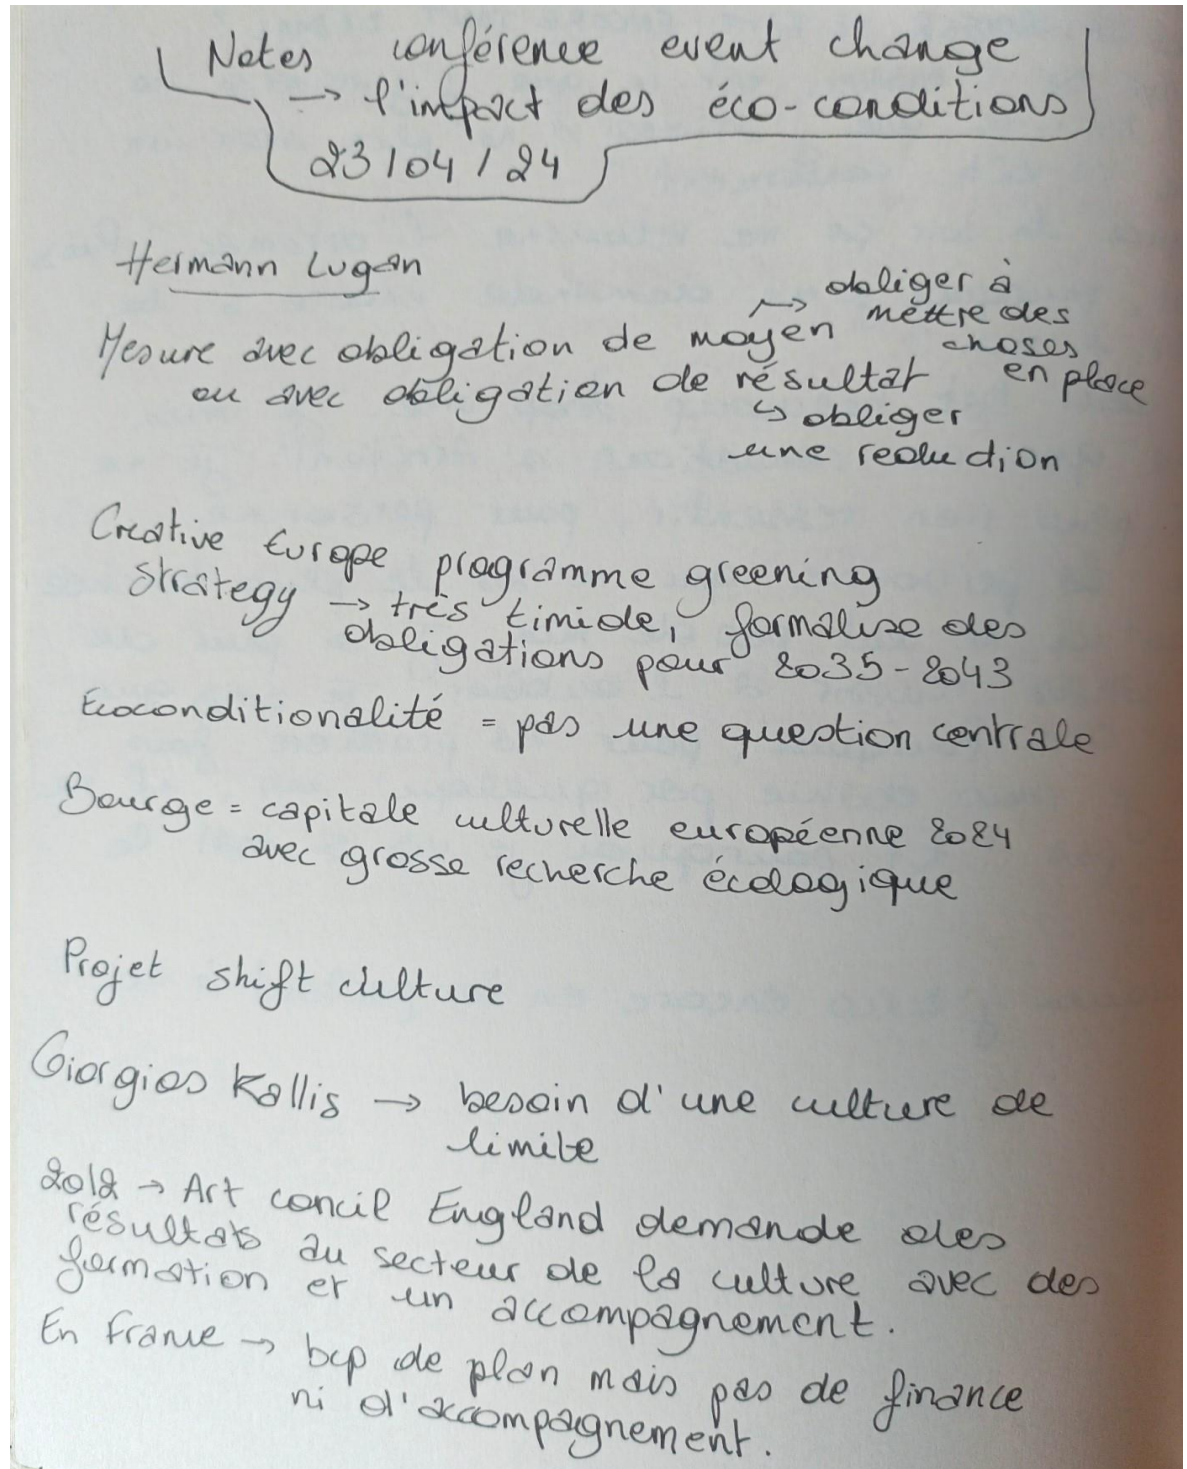 Notes conférence event change
→ l'impact des éco-conditions
23/04/24
Hermann Lugan
Mesure avec obligation de moyen ↦ obliger à
mettre des
choses
en place
ou avec obligation de résultat
↳ obliger
une reduction
Creative Europe programme greening
strategy → très timide, formalise des
obligations pour 2035-2043
Ecoconditionalité = pas une question centrale
Bourge = capitale culturelle européenne 2024
avec grosse recherche écologique
Projet shift culture
Giorgios Kallis → besoin d'une culture de
limite
2012 → Art concil England demande des
résultats au secteur de la culture avec des
formation et un accompagnement.
En France → bcp de plan mais pas de finance
ni d'accompagnement.